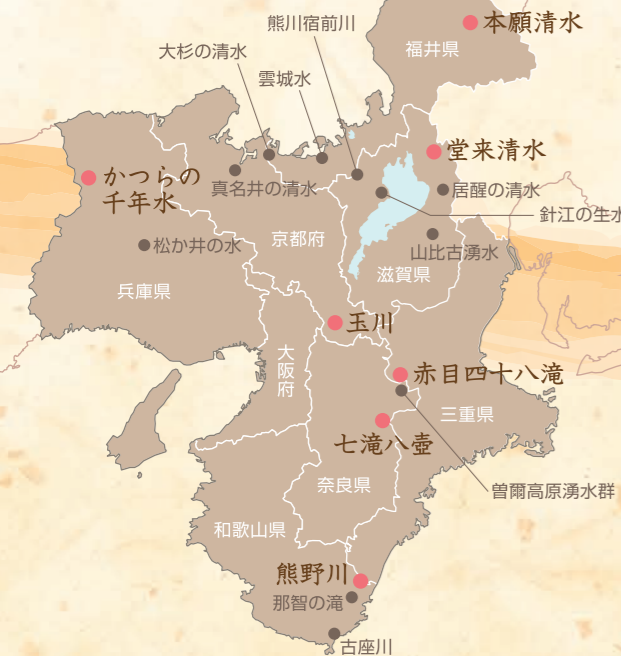 熊川宿前川
本願清水
福井県
大杉の清水
雲城水
堂来清水
かつらの
千年水
真名井の清水
居醒の清水
針江の生水
松か井の水
京都府
山比古湧水
滋賀県
兵庫県
玉川
大阪府
赤目四十八滝
三重県
七滝八壺
奈良県
曽爾高原湧水群
和歌山県
熊野川
那智の滝
古座川